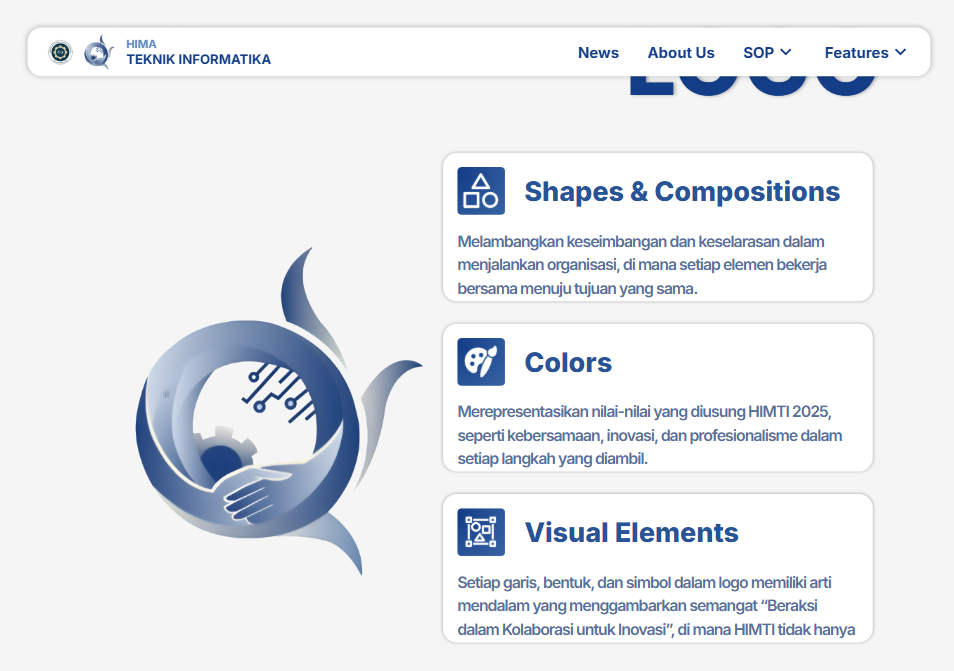 HIMA
TEKNIK INFORMATIKA
News
About Us
SOP
Features
LOGO
Shapes & Compositions
Melambangkan keseimbangan dan keselarasan dalam
menjalankan organisasi, di mana setiap elemen bekerja
bersama menuju tujuan yang sama.
Colors
Merepresentasikan nilai-nilai yang diusung HIMTI 2025,
seperti kebersamaan, inovasi, dan profesionalisme dalam
setiap langkah yang diambil.
Visual Elements
Setiap garis, bentuk, dan simbol dalam logo memiliki arti
mendalam yang menggambarkan semangat “Beraksi
dalam Kolaborasi untuk Inovasi”, di mana HIMTI tidak hanya